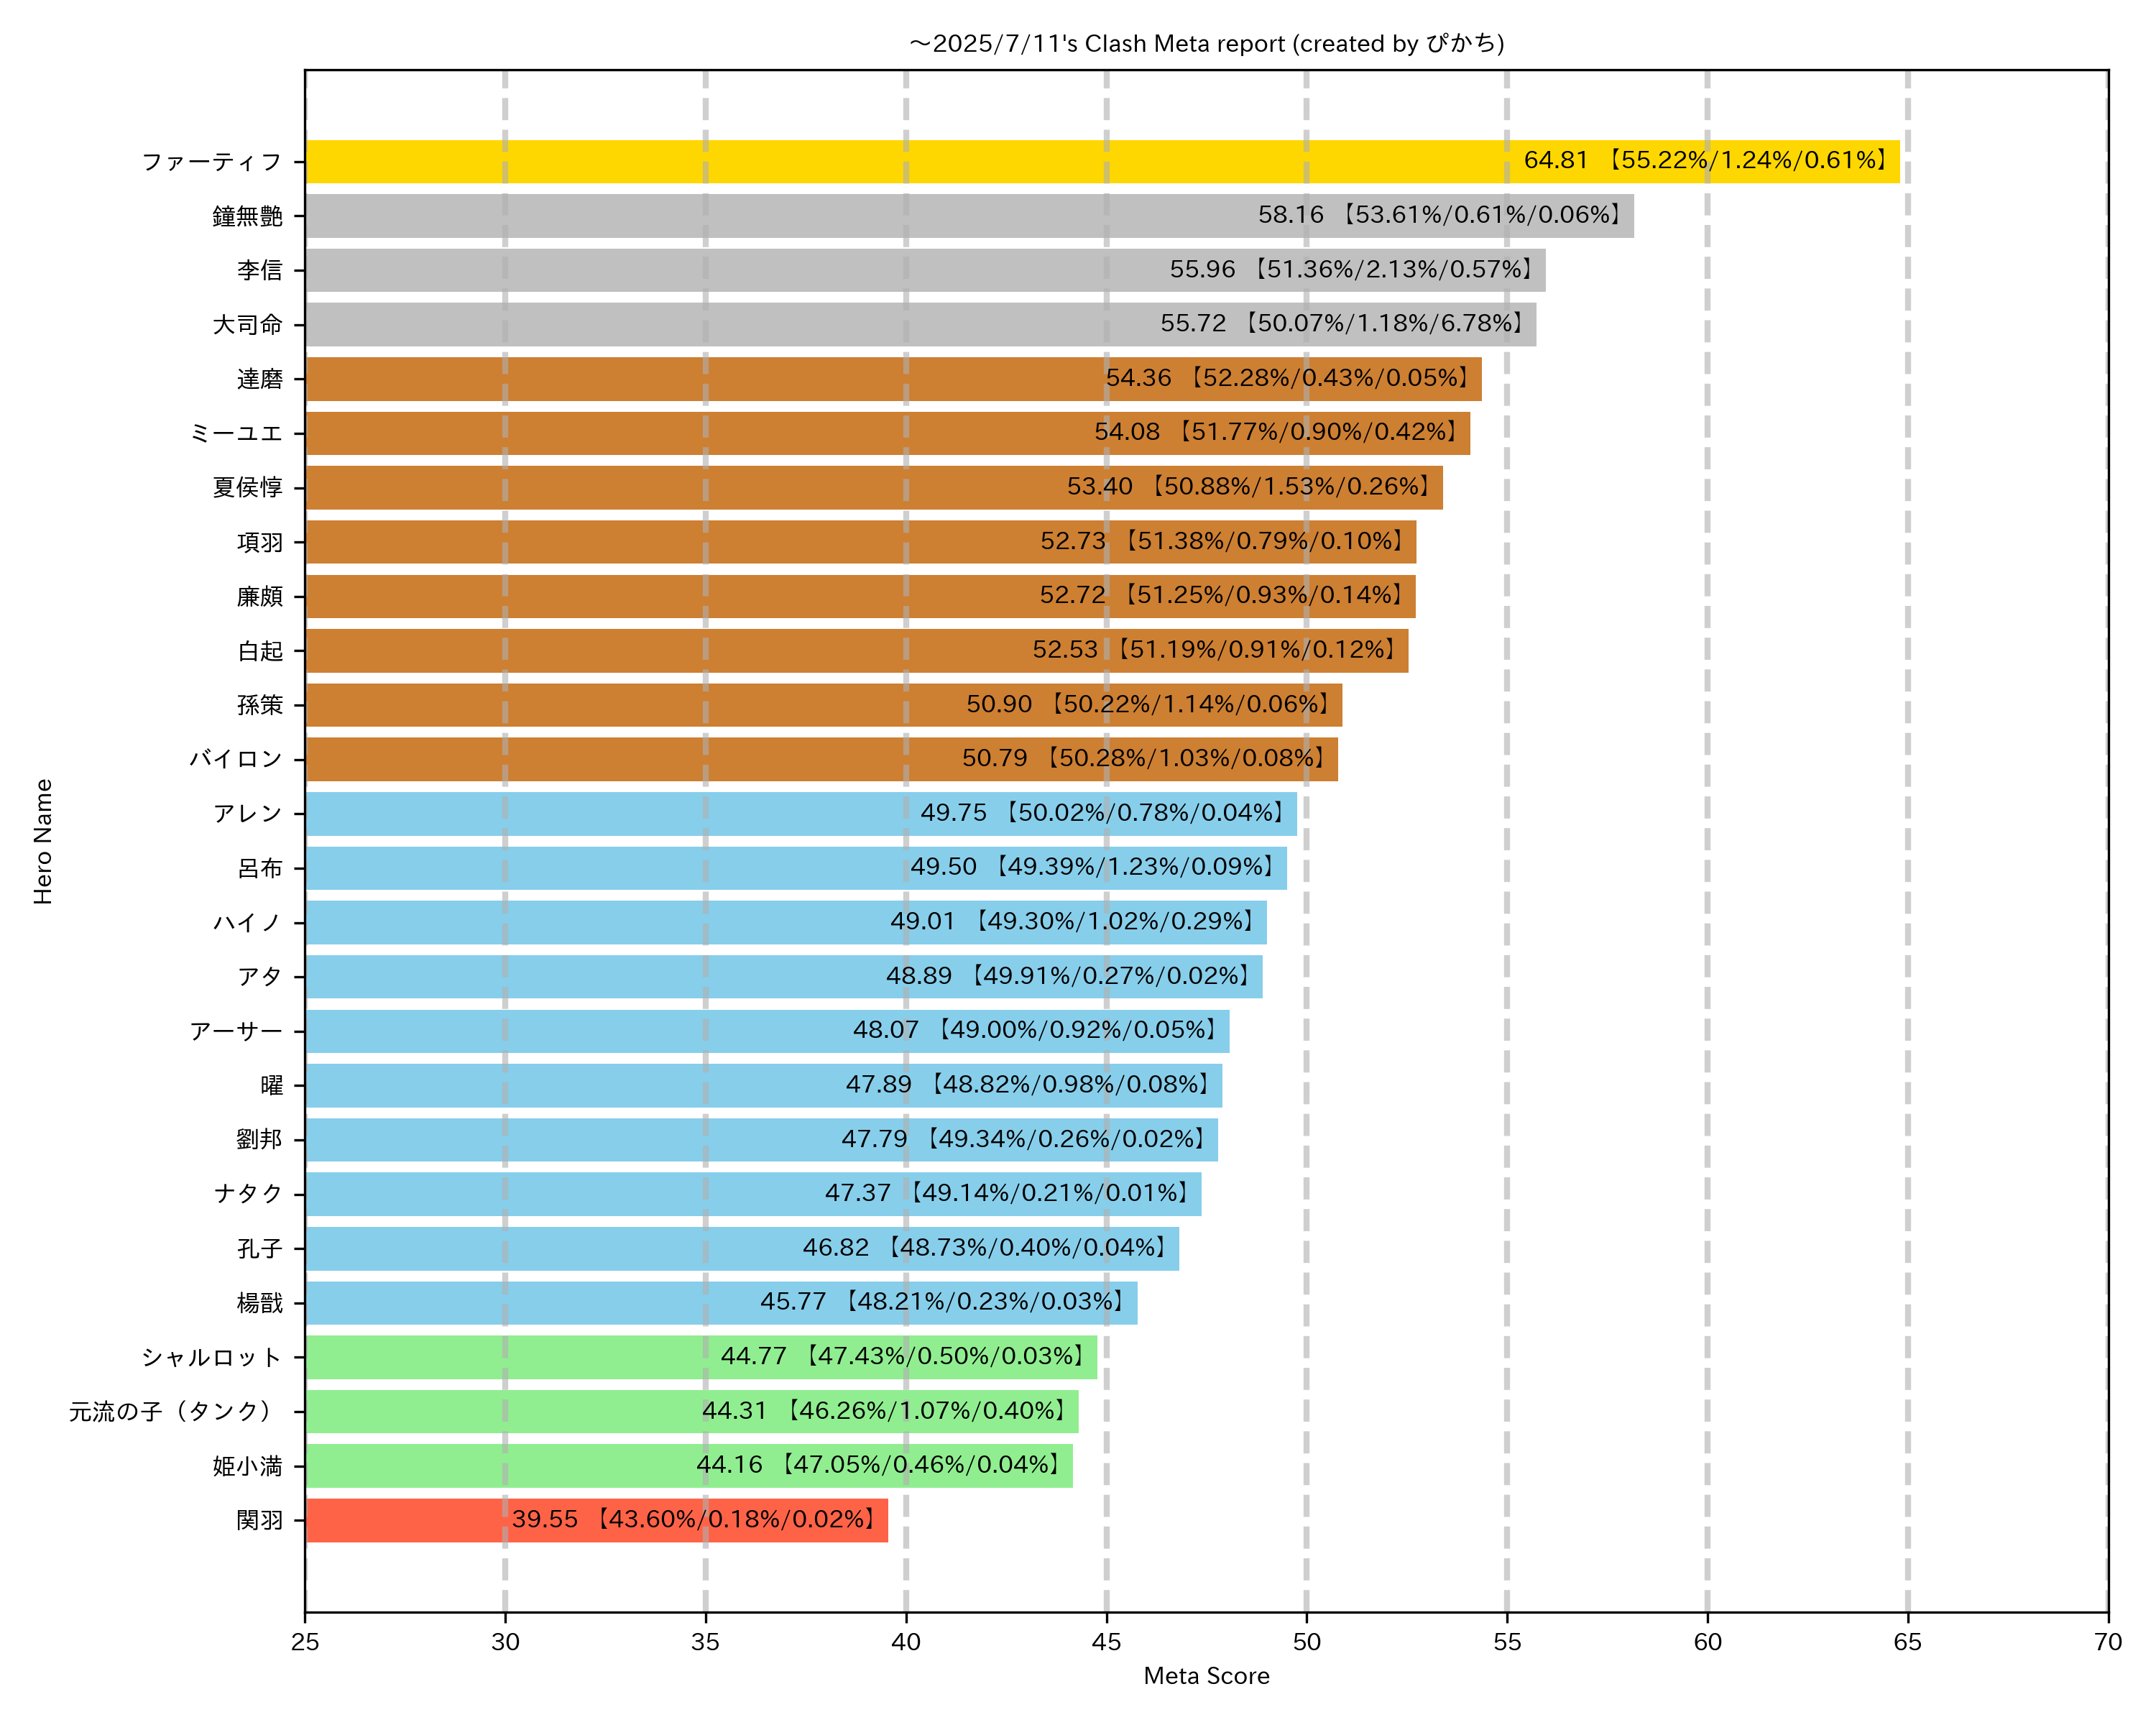 ～2025/7/11's Clash Meta report (created by ぴかち)
ファーティフ 64.81 【55.22%/1.24%/0.61%】
鐘無艶 58.16 【53.61%/0.61%/0.06%】
李信 55.96 【51.36%/2.13%/0.57%】
大司命 55.72 【50.07%/1.18%/6.78%】
達磨 54.36 【52.28%/0.43%/0.05%】
ミーユエ 54.08 【51.77%/0.90%/0.42%】
夏侯惇 53.40 【50.88%/1.53%/0.26%】
項羽 52.73 【51.38%/0.79%/0.10%】
廉頗 52.72 【51.25%/0.93%/0.14%】
白起 52.53 【51.19%/0.91%/0.12%】
孫策 50.90 【50.22%/1.14%/0.06%】
バイロン 50.79 【50.28%/1.03%/0.08%】
アレン 49.75 【50.02%/0.78%/0.04%】
呂布 49.50 【49.39%/1.23%/0.09%】
ハイノ 49.01 【49.30%/1.02%/0.29%】
アタ 48.89 【49.91%/0.27%/0.02%】
アーサー 48.07 【49.00%/0.92%/0.05%】
曜 47.89 【48.82%/0.98%/0.08%】
劉邦 47.79 【49.34%/0.26%/0.02%】
ナタク 47.37 【49.14%/0.21%/0.01%】
孔子 46.82 【48.73%/0.40%/0.04%】
楊戩 45.77 【48.21%/0.23%/0.03%】
シャルロット 44.77 【47.43%/0.50%/0.03%】
元流の子（タンク） 44.31 【46.26%/1.07%/0.40%】
姫小満 44.16 【47.05%/0.46%/0.04%】
関羽 39.55 【43.60%/0.18%/0.02%】
Hero Name
25 30 35 40 45 50 55 60 65 70
Meta Score